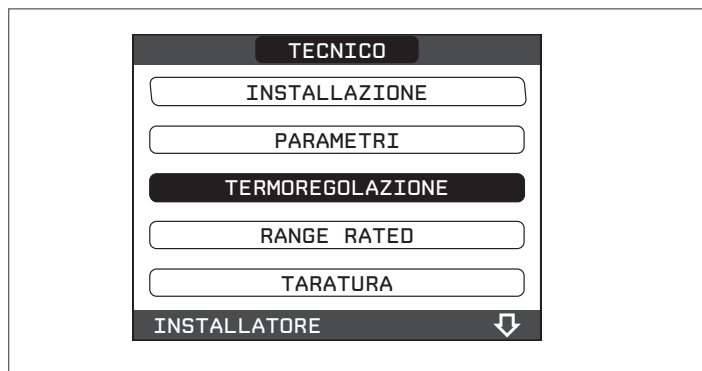 TECNICO
INSTALLAZIONE
PARAMETRI
TERMOREGOLAZIONE
RANGE RATED
TARATURA
INSTALLATORE